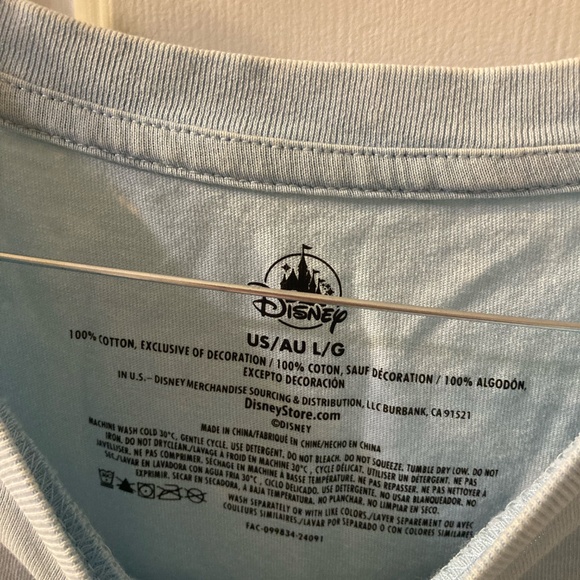 Disney
US/AU L/G
100% COTTON, EXCLUSIVE OF DECORATION / 100% COTON, SAUF DÉCORATION / 100% ALGODÓN,
EXCEPTO DECORACIÓN
IN U.S. – DISNEY MERCHANDISE SOURCING & DISTRIBUTION, LLC BURBANK, CA 91521
DisneyStore.com
©DISNEY
MADE IN CHINA/FABRIQUÉ EN CHINE/HECHO EN CHINA
MACHINE WASH COLD 30°C, GENTLE CYCLE. USE DETERGENT, DO NOT BLEACH. DO NOT SQUEEZE. TUMBLE DRY LOW. DO NOT
IRON, DO NOT DRYCLEAN/LAVAGE A FROID EN MACHINE 30°C, CYCLE DÉLICAT. UTILISER UN DÉTERGENT. NE PAS
JAVELLISER, NE PAS COMPRIMER. SÉCHAGE EN MACHINE À BASSE TEMPÉRATURE. NE PAS REPASSER, NE PAS NETTOYER À
SEC/LAVAR EN LAVADORA CON AGUA FRIA 30°C, CICLO DELICADO. USE DETERGENTE, NO USAR BLANQUEADOR. NO
EXPRIMIR. SECAR EN SECADORA, A BAJA TEMPERATURA, NO PLANCHAR. NO LIMPIAR EN SECO.
WASH SEPARATELY OR WITH LIKE COLORS/LAVER SÉPARÉMENT OU AVEC
COULEURS SIMILAIRES/LAVAR POR SEPARADO O CON COLORES SIMILARES
FAC-099834-24091